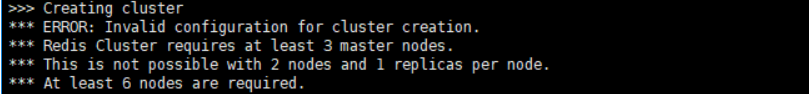 >>> Creating cluster
*** ERROR: Invalid configuration for cluster creation.
*** Redis Cluster requires at least 3 master nodes.
*** This is not possible with 2 nodes and 1 replicas per node.
*** At least 6 nodes are required.